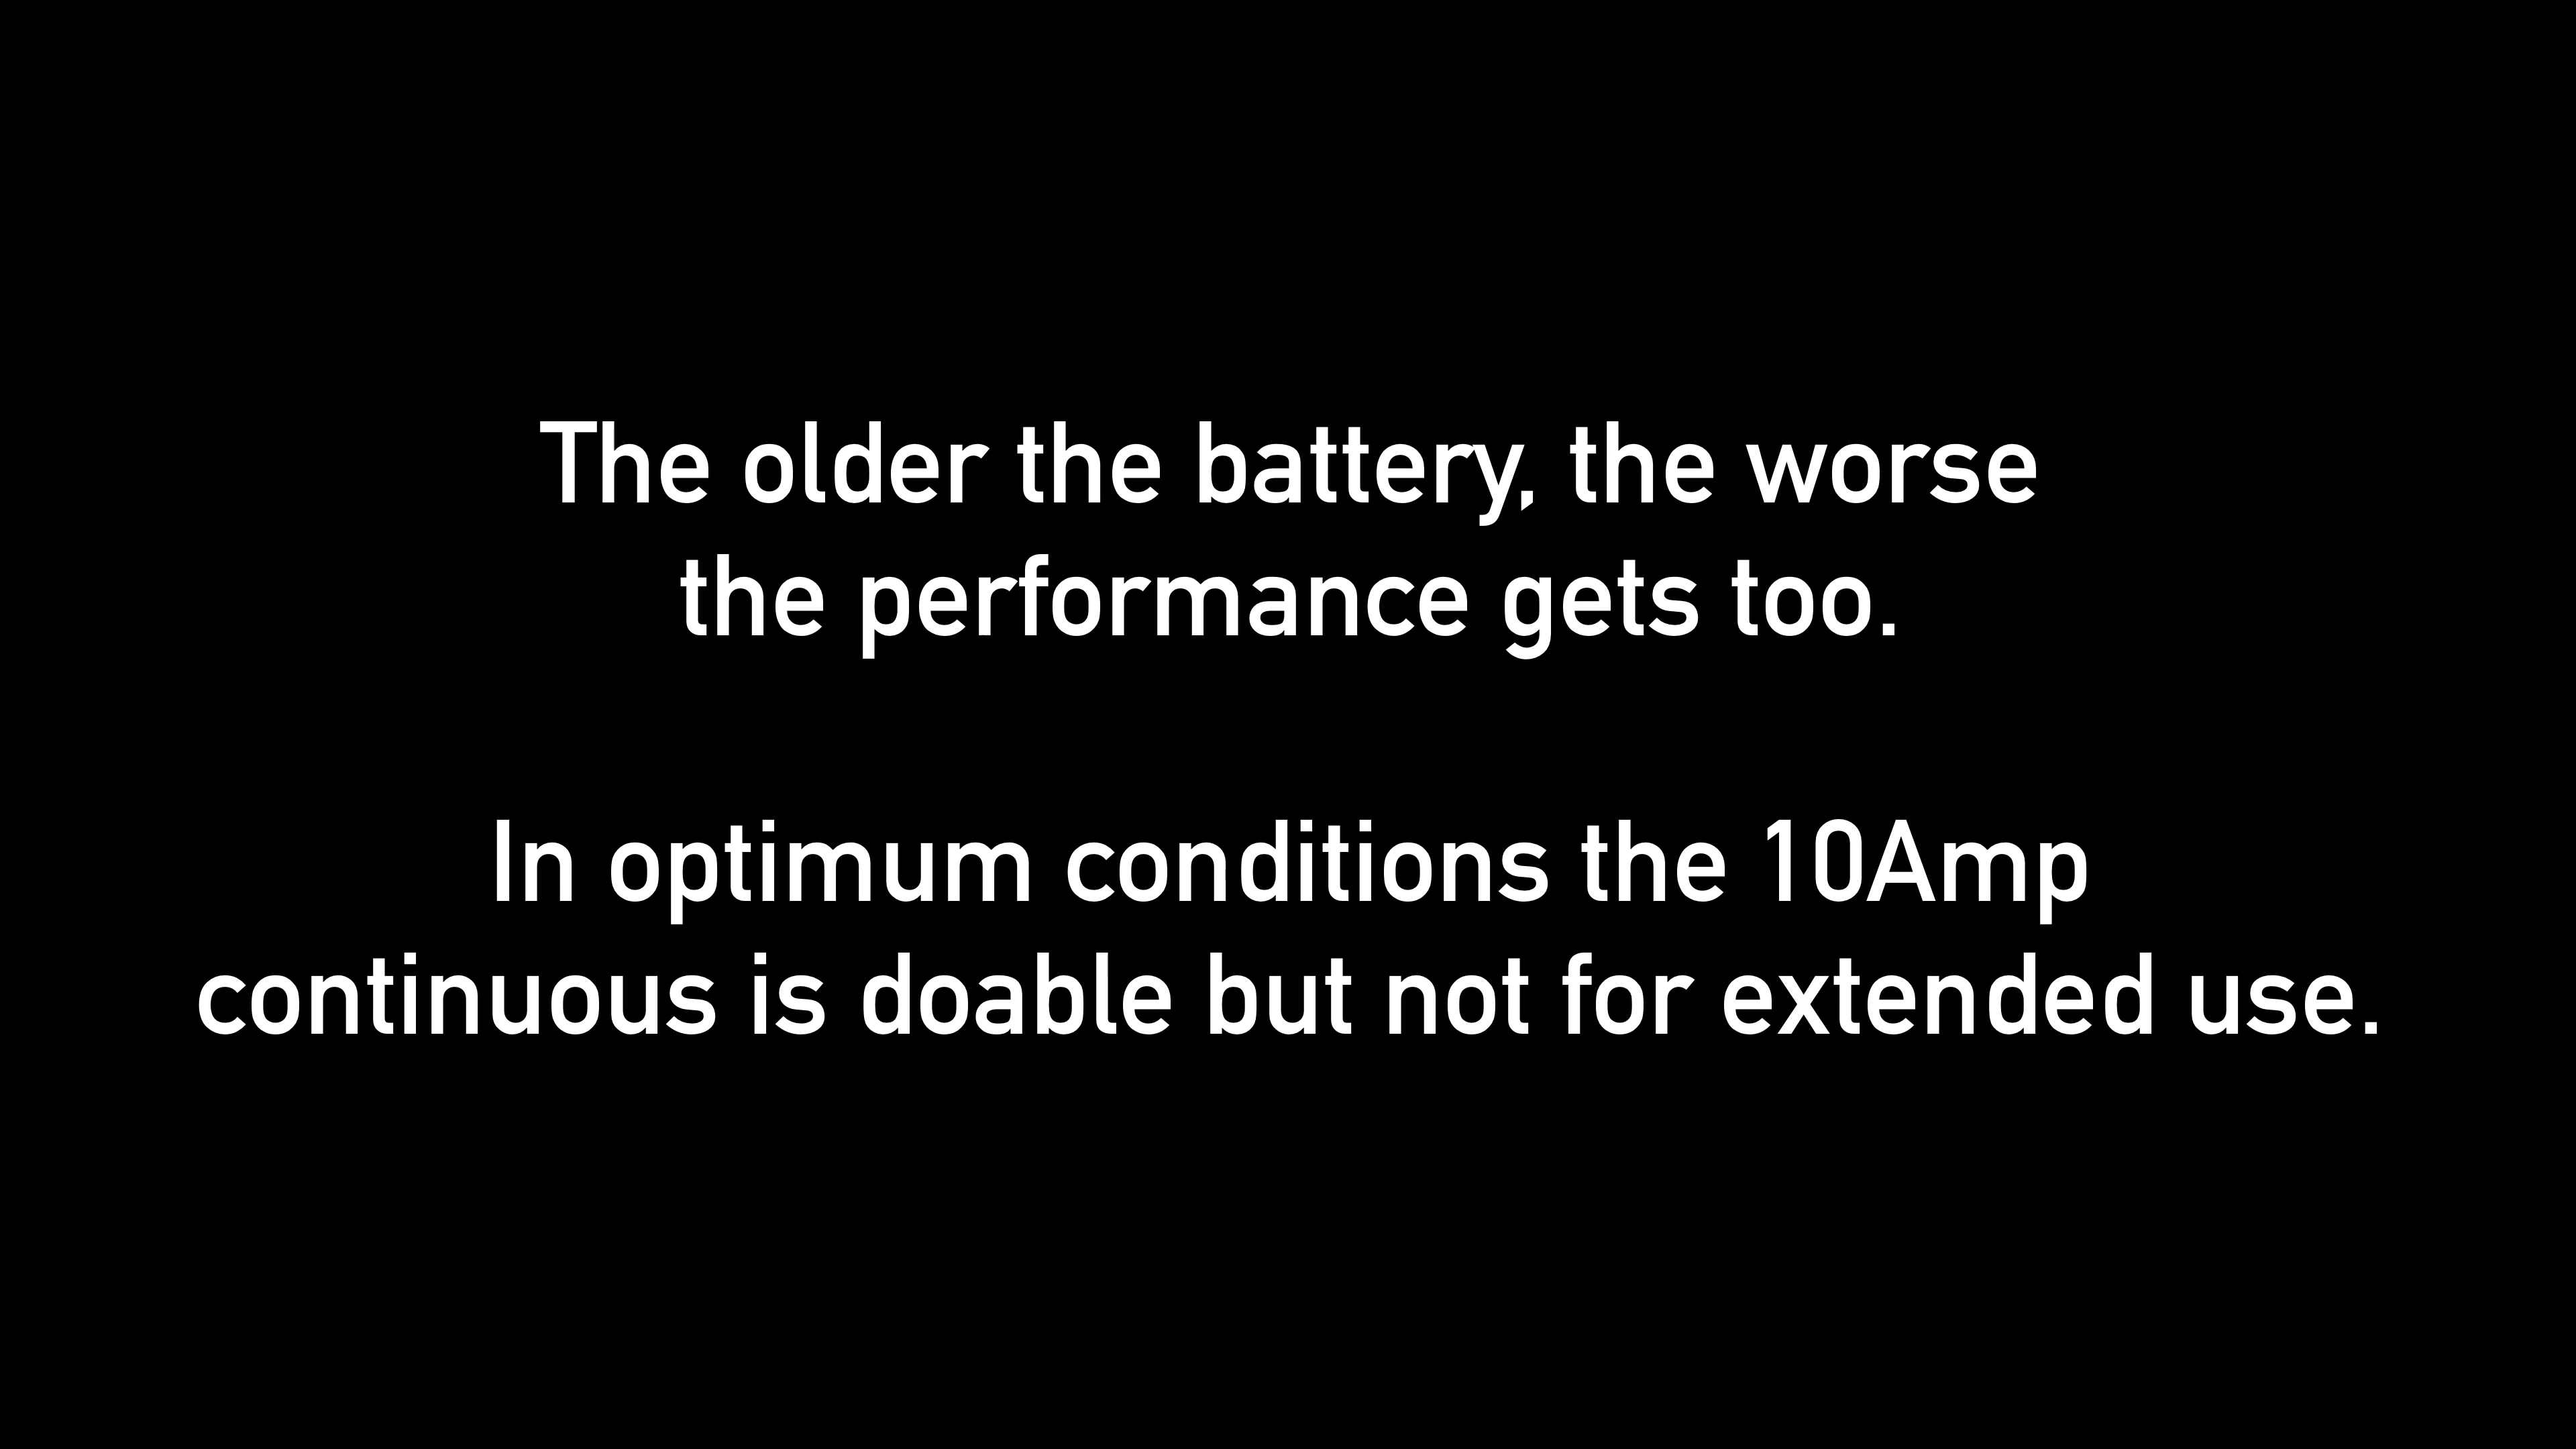 The older the battery, the worse
the performance gets too.
In optimum conditions the 10Amp
continuous is doable but not for extended use.